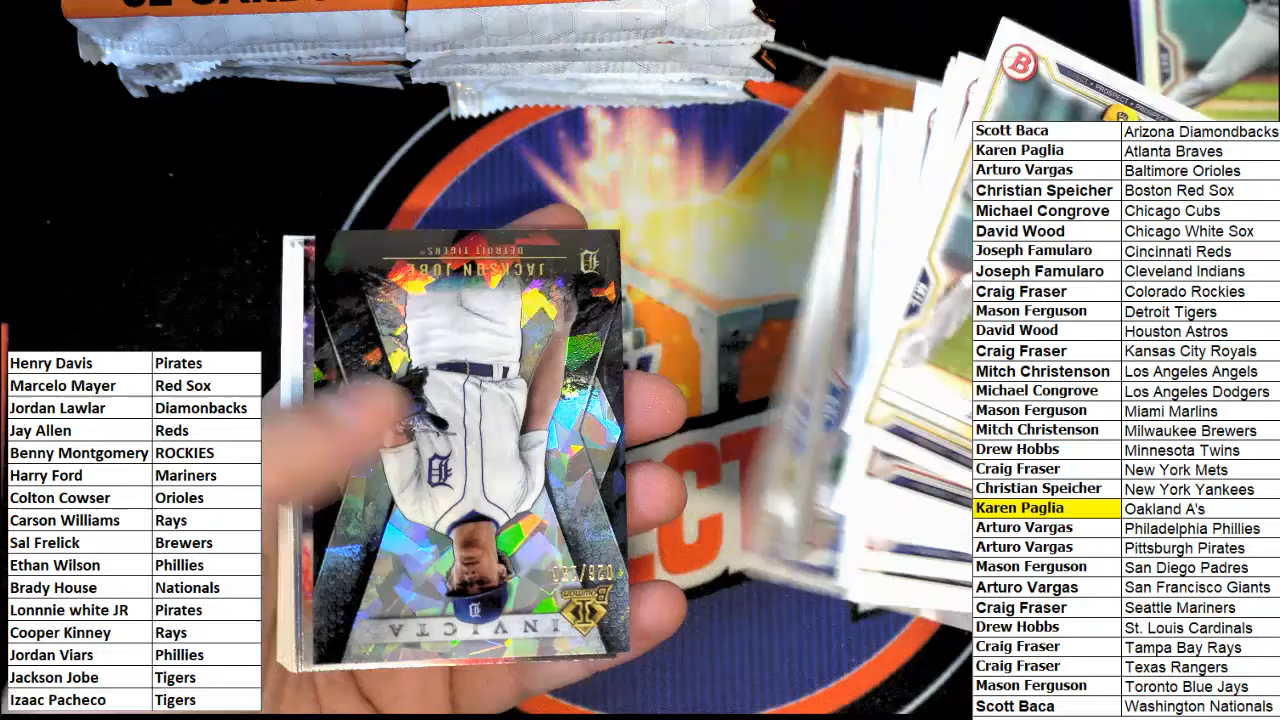 B
PROSPECT • PROSPECT
DETROIT TIGERS
JACKSON JOBE
INVICTA
ECT
Henry Davis Pirates
Marcelo Mayer Red Sox
Jordan Lawlar Diamonbacks
Jay Allen Reds
Benny Montgomery ROCKIES
Harry Ford Mariners
Colton Cowser Orioles
Carson Williams Rays
Sal Frelick Brewers
Ethan Wilson Phillies
Brady House Nationals
Lonnnie white JR Pirates
Cooper Kinney Rays
Jordan Viars Phillies
Jackson Jobe Tigers
Izaac Pacheco Tigers
Scott Baca Arizona Diamondbacks
Karen Paglia Atlanta Braves
Arturo Vargas Baltimore Orioles
Christian Speicher Boston Red Sox
Michael Congrove Chicago Cubs
David Wood Chicago White Sox
Joseph Famularo Cincinnati Reds
Joseph Famularo Cleveland Indians
Craig Fraser Colorado Rockies
Mason Ferguson Detroit Tigers
David Wood Houston Astros
Craig Fraser Kansas City Royals
Mitch Christenson Los Angeles Angels
Michael Congrove Los Angeles Dodgers
Mason Ferguson Miami Marlins
Mitch Christenson Milwaukee Brewers
Drew Hobbs Minnesota Twins
Craig Fraser New York Mets
Christian Speicher New York Yankees
Karen Paglia Oakland A's
Arturo Vargas Philadelphia Phillies
Arturo Vargas Pittsburgh Pirates
Mason Ferguson San Diego Padres
Arturo Vargas San Francisco Giants
Craig Fraser Seattle Mariners
Drew Hobbs St. Louis Cardinals
Craig Fraser Tampa Bay Rays
Craig Fraser Texas Rangers
Mason Ferguson Toronto Blue Jays
Scott Baca Washington Nationals